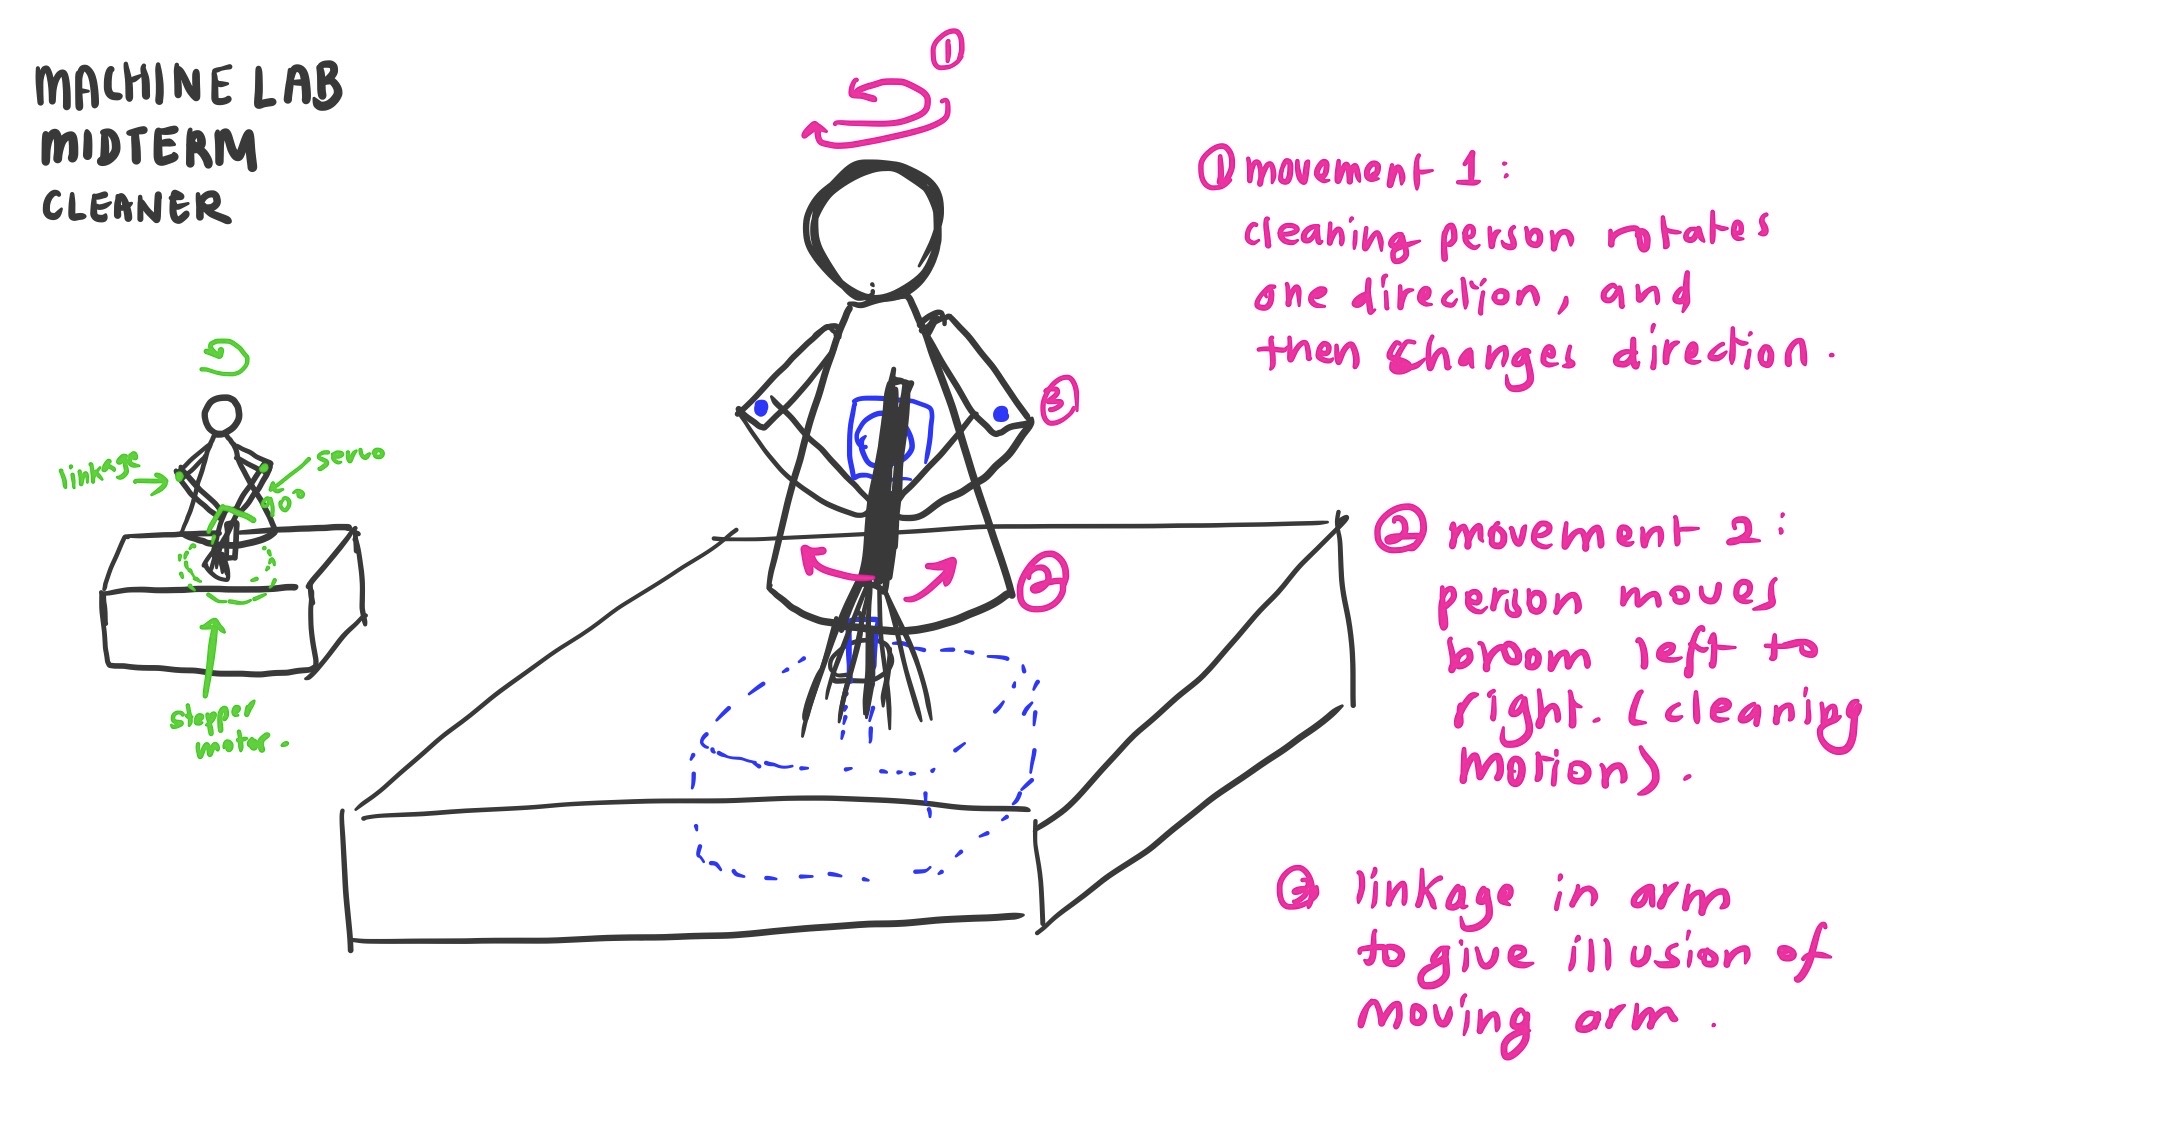 MACHINE LAB
MIDTERM
CLEANER
①
① movement 1:
cleaning person rotates
one direction, and
then changes direction.
linkage
servo
90°
stepper
motor.
③
②
② movement 2:
person moves
broom left to
right. (cleaning
motion).
③ linkage in arm
to give illusion of
moving arm.